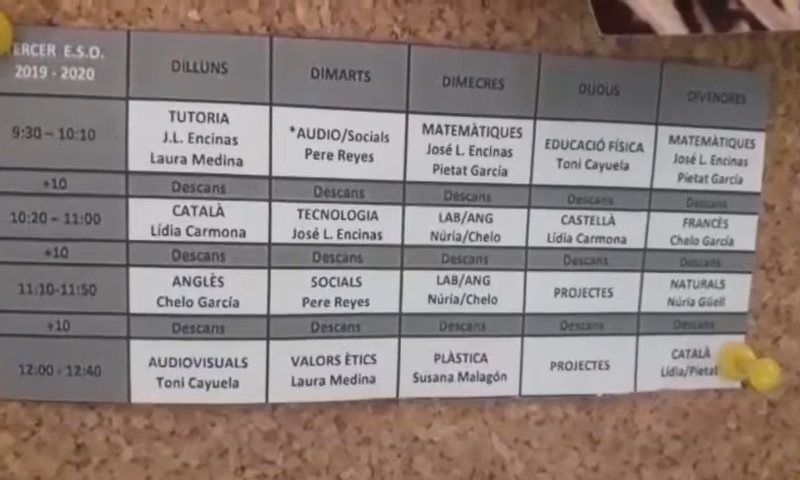 TERCER E.S.O. DILLUNS DIMARTS DIMECRES DIJOUS DIVENDRES
2019 - 2020
9:30 – 10:10 TUTORIA *AUDIO/Socials MATEMÀTIQUES EDUCACIÓ FÍSICA MATEMÀTIQUES
J.L. Encinas Pere Reyes José L. Encinas Toni Cayuela José L. Encinas
Laura Medina Pietat García Pietat García
+10 Descans Descans Descans Descans Descans
10:20 – 11:00 CATALÀ TECNOLOGIA LAB/ANG CASTELLÀ FRANCÈS
Lídia Carmona José L. Encinas Núria/Chelo Lídia Carmona Chelo García
+10 Descans Descans Descans Descans Descans
11:10-11:50 ANGLÈS SOCIALS LAB/ANG PROJECTES NATURALS
Chelo García Pere Reyes Núria/Chelo Núria Güell
+10 Descans Descans Descans Descans Descans
12:00 - 12:40 AUDIOVISUALS VALORS ÈTICS PLÀSTICA PROJECTES CATALÀ
Toni Cayuela Laura Medina Susana Malagón Lídia/Pietat